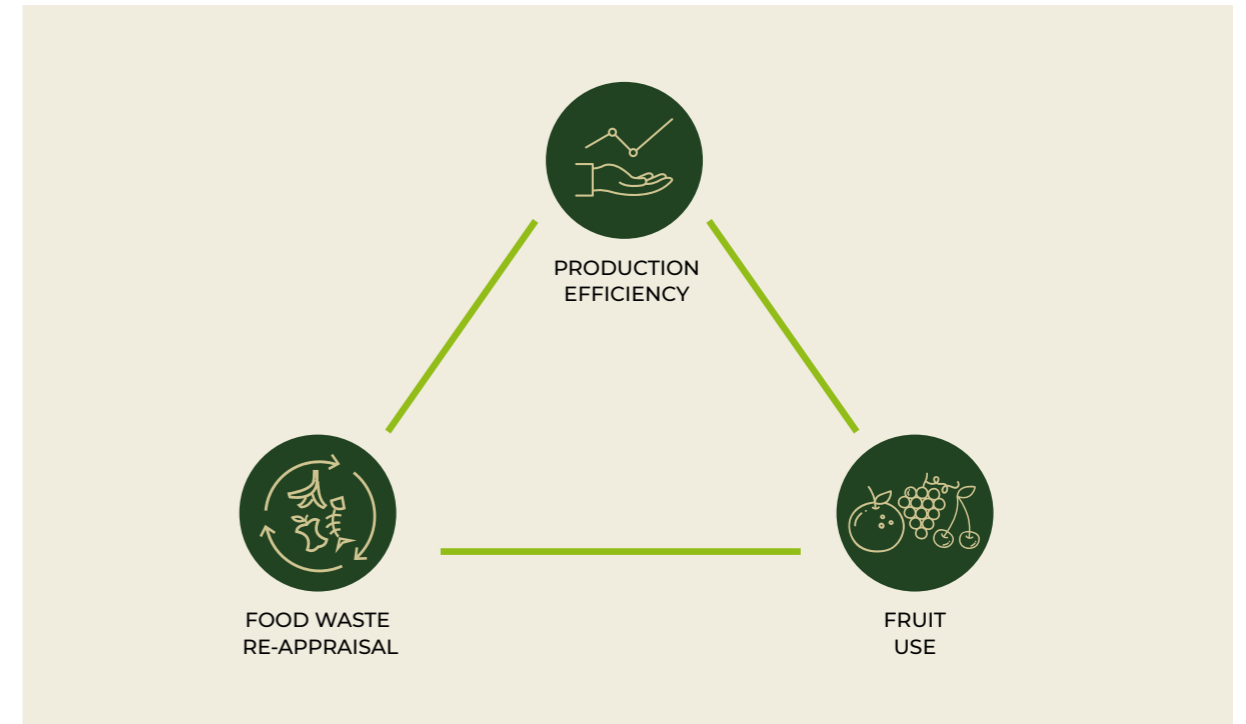 PRODUCTION
EFFICIENCY
FOOD WASTE
RE-APPRAISAL
FRUIT
USE